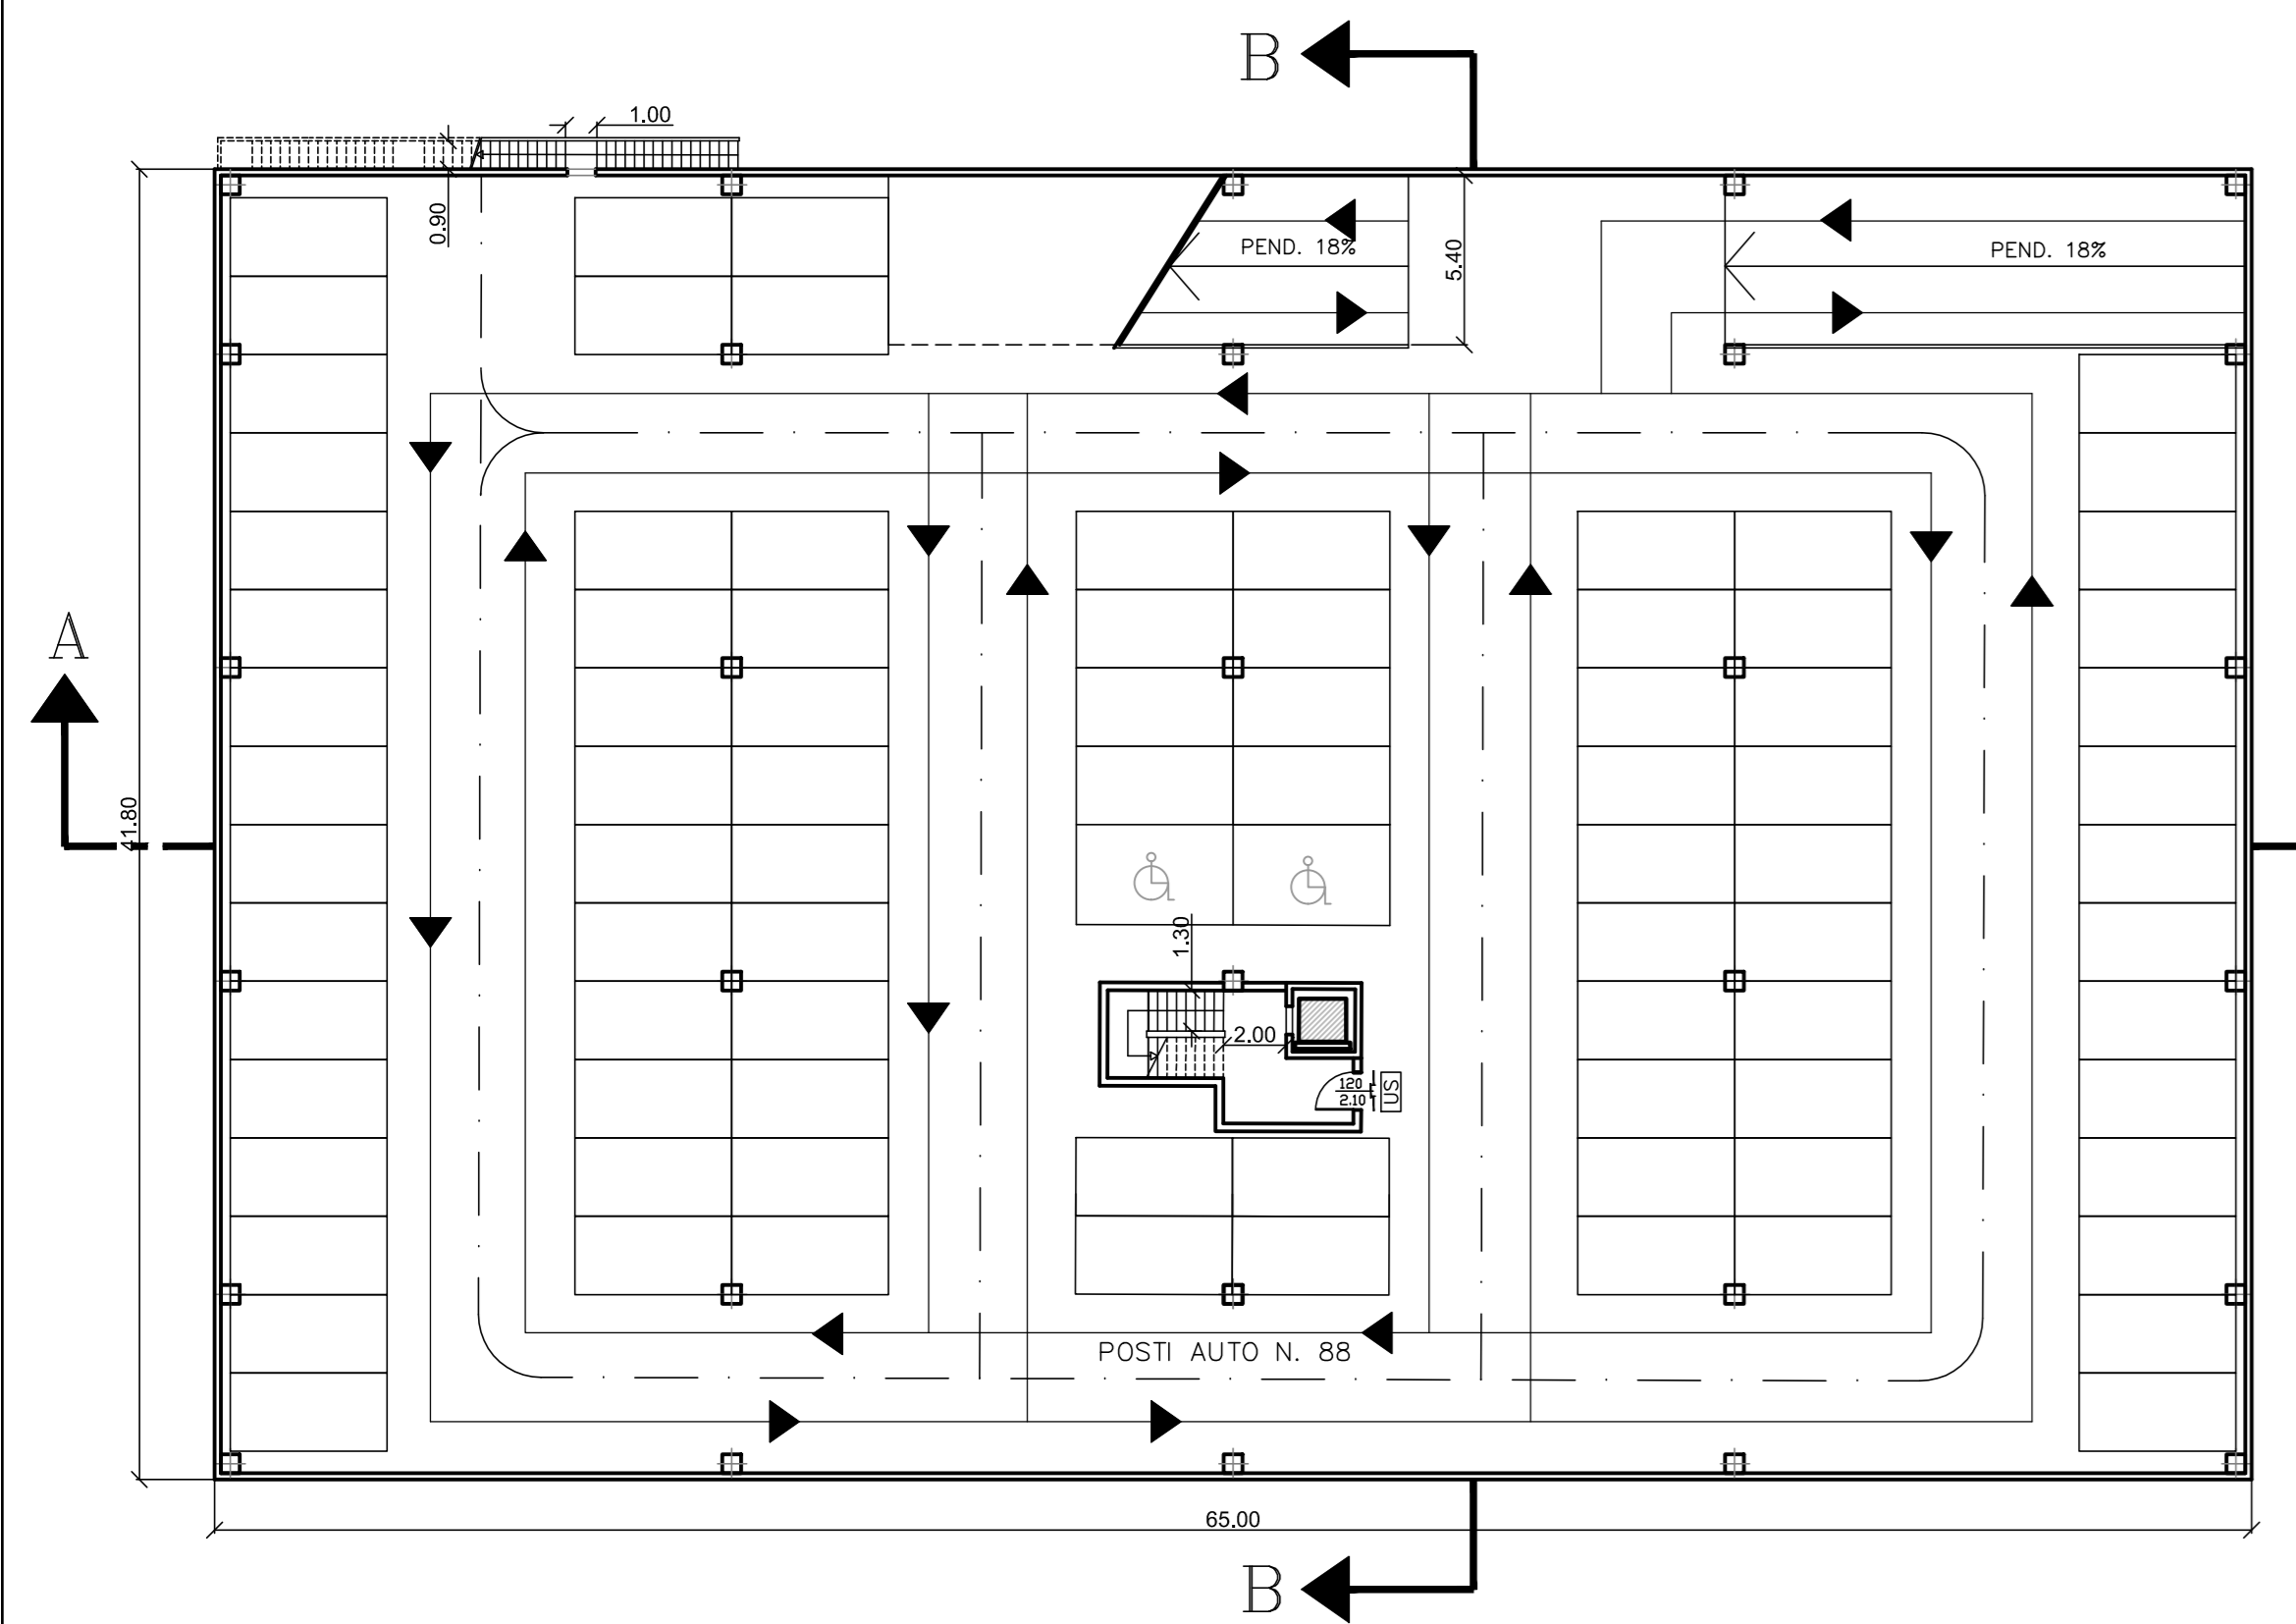 B
1.00
0.90
PEND. 18%
5.40
PEND. 18%
A
41.80
1.30
2.00
120
2.10
US
POSTI AUTO N. 88
65.00
B